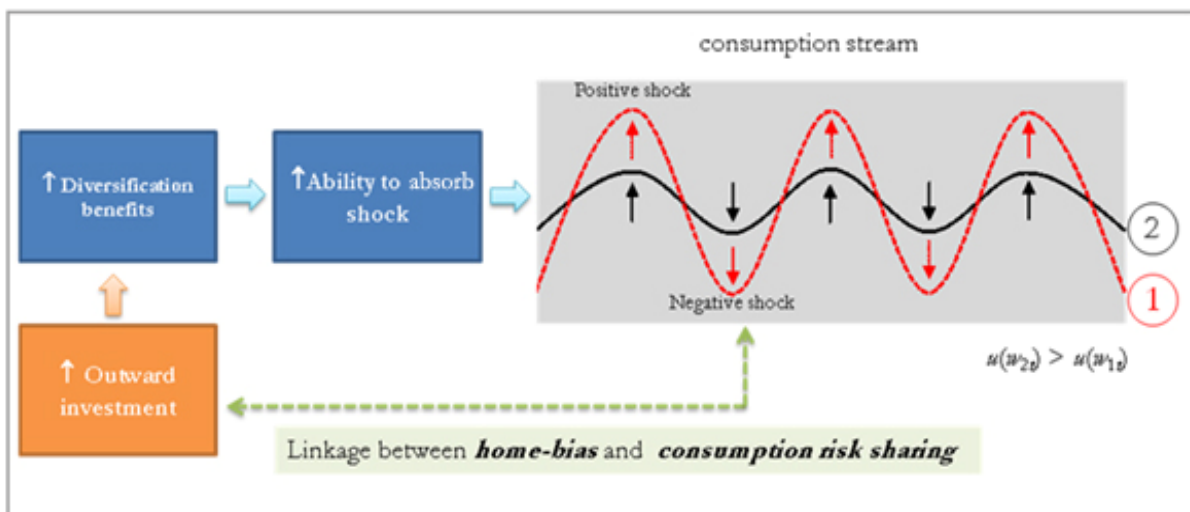 consumption stream
Positive shock
↑ Diversification
benefits
↑Ability to absorb
shock
Negative shock
2
1
↑ Outward
investment
u(w₂ₜ) > u(w₁ₜ)
Linkage between home-bias and consumption risk sharing